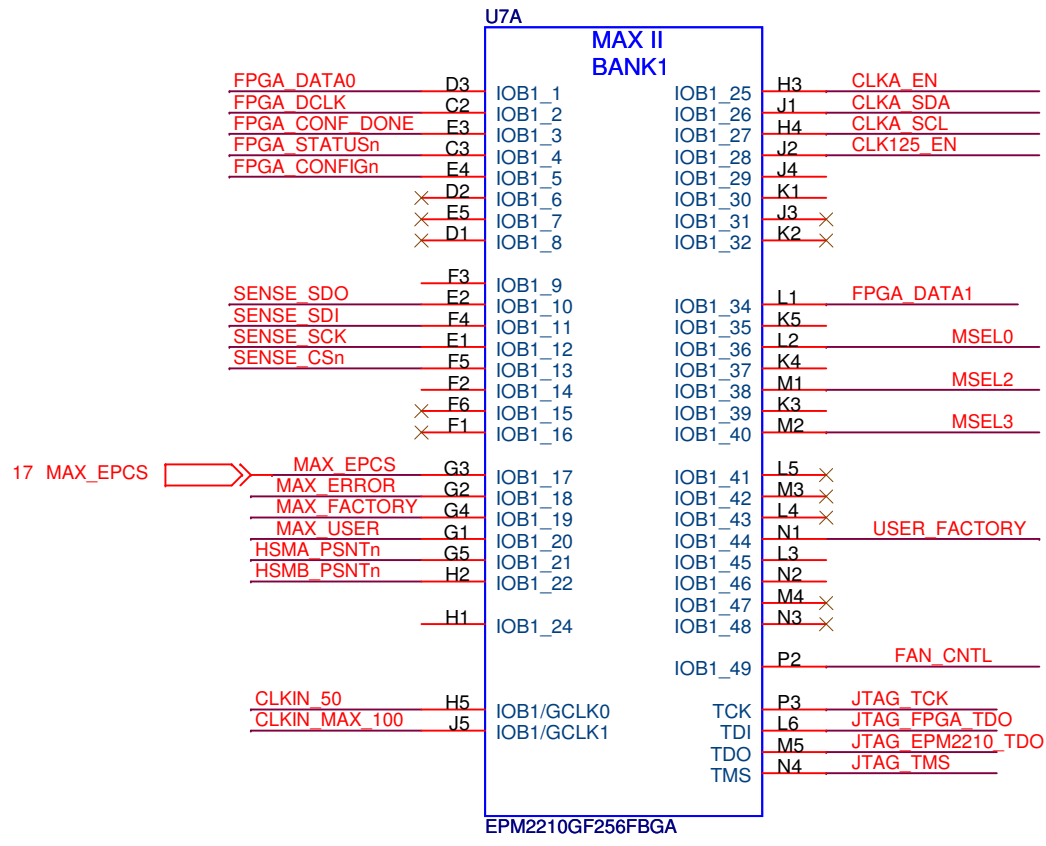 U7A
MAX II
BANK1
FPGA_DATA0 D3 IOB1_1 IOB1_25 H3 CLKA_EN
FPGA_DCLK C2 IOB1_2 IOB1_26 J1 CLKA_SDA
FPGA_CONF_DONE E3 IOB1_3 IOB1_27 H4 CLKA_SCL
FPGA_STATUSn C3 IOB1_4 IOB1_28 J2 CLK125_EN
FPGA_CONFIGn E4 IOB1_5 IOB1_29 J4
D2 IOB1_6 IOB1_30 K1
E5 IOB1_7 IOB1_31 J3
D1 IOB1_8 IOB1_32 K2
F3 IOB1_9
SENSE_SDO E2 IOB1_10 IOB1_34 L1 FPGA_DATA1
SENSE_SDI F4 IOB1_11 IOB1_35 K5
SENSE_SCK E1 IOB1_12 IOB1_36 L2 MSEL0
SENSE_CSn F5 IOB1_13 IOB1_37 K4
F2 IOB1_14 IOB1_38 M1 MSEL2
F6 IOB1_15 IOB1_39 K3
F1 IOB1_16 IOB1_40 M2 MSEL3
17 MAX_EPCS MAX_EPCS G3 IOB1_17 IOB1_41 L5
MAX_ERROR G2 IOB1_18 IOB1_42 M3
MAX_FACTORY G4 IOB1_19 IOB1_43 L4
MAX_USER G1 IOB1_20 IOB1_44 N1 USER_FACTORY
HSMA_PSNTn G5 IOB1_21 IOB1_45 L3
HSMB_PSNTn H2 IOB1_22 IOB1_46 N2
IOB1_47 M4
H1 IOB1_24 IOB1_48 N3
IOB1_49 P2 FAN_CNTL
CLKIN_50 H5 IOB1/GCLK0 TCK P3 JTAG_TCK
CLKIN_MAX_100 J5 IOB1/GCLK1 TDI L6 JTAG_FPGA_TDO
TDO M5 JTAG_EPM2210_TDO
TMS N4 JTAG_TMS
EPM2210GF256FBGA